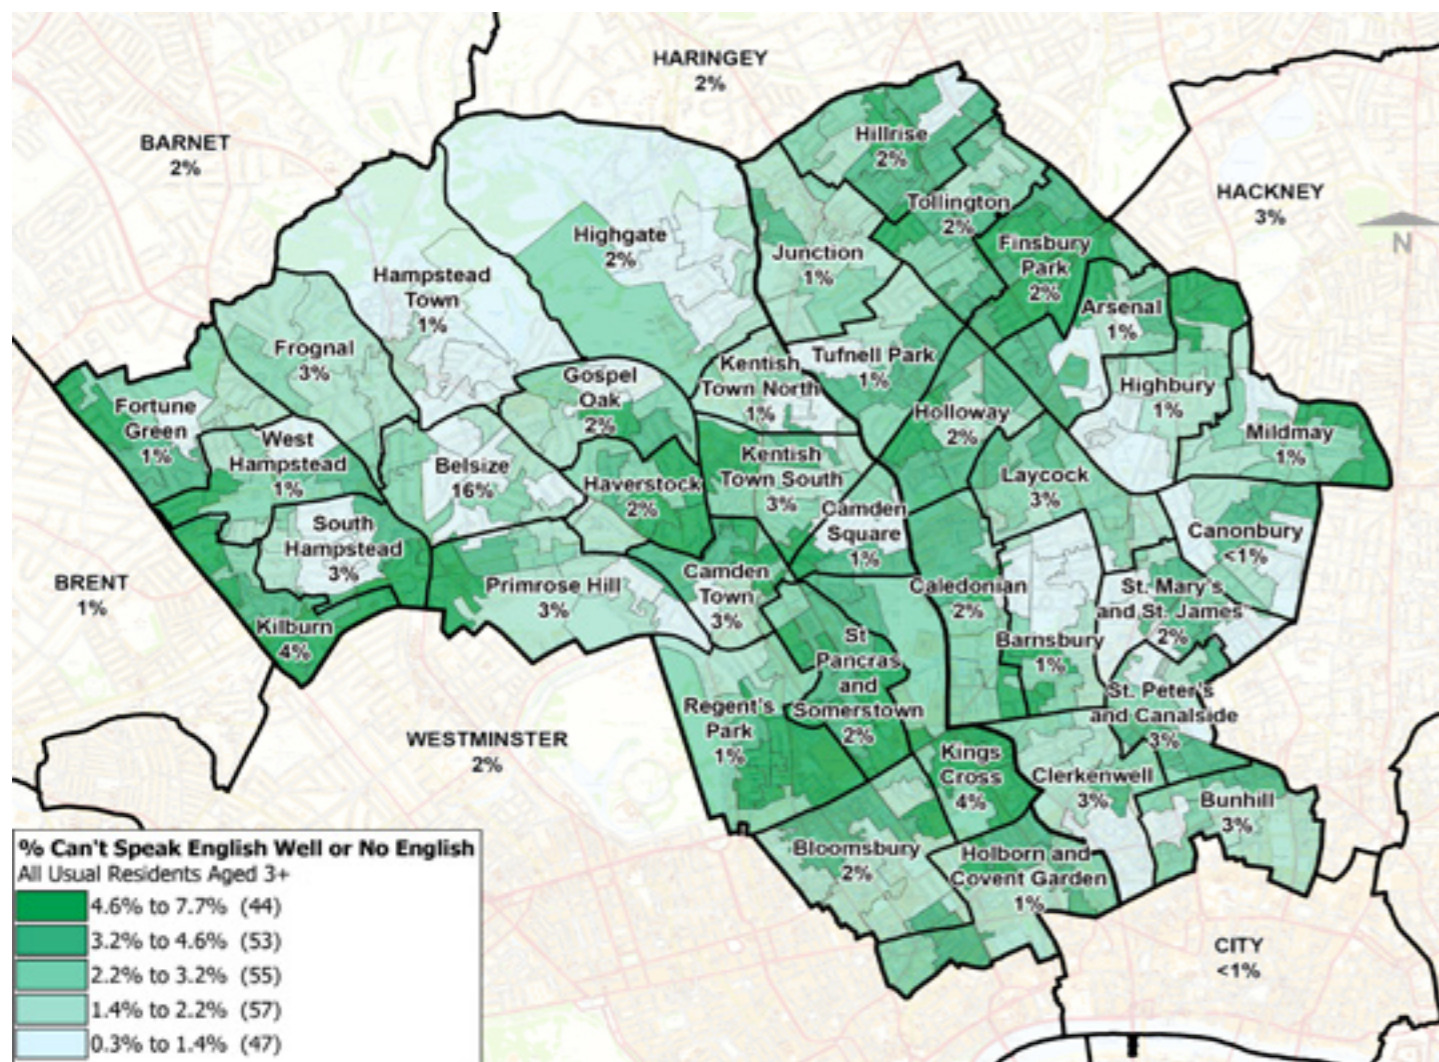 HARINGEY
2%
BARNET
2%
HACKNEY
3%
N
Hillrise
2%
Tollington
2%
Finsbury
Park
2%
Highgate
2%
Junction
1%
Hampstead
Town
1%
Arsenal
1%
Frognal
3%
Gospel
Oak
2%
Kentish
Town North
1%
Tufnell Park
1%
Highbury
1%
Fortune
Green
1%
West
Hampstead
1%
Belsize
16%
Haverstock
2%
Kentish
Town South
3%
Holloway
2%
Laycock
3%
Mildmay
1%
South
Hampstead
3%
Camden
Square
1%
Canonbury
<1%
BRENT
1%
Primrose Hill
3%
Camden
Town
3%
Caledonian
2%
St. Mary's
and St. James
2%
Kilburn
4%
St
Pancras
and
Somerstown
2%
Barnsbury
1%
Regent's
Park
1%
St. Peter's
and Canalside
3%
WESTMINSTER
2%
Kings
Cross
4%
Clerkenwell
3%
Bunhill
3%
Bloomsbury
2%
Holborn and
Covent Garden
1%
CITY
<1%
% Can't Speak English Well or No English
All Usual Residents Aged 3+
4.6% to 7.7% (44)
3.2% to 4.6% (53)
2.2% to 3.2% (55)
1.4% to 2.2% (57)
0.3% to 1.4% (47)